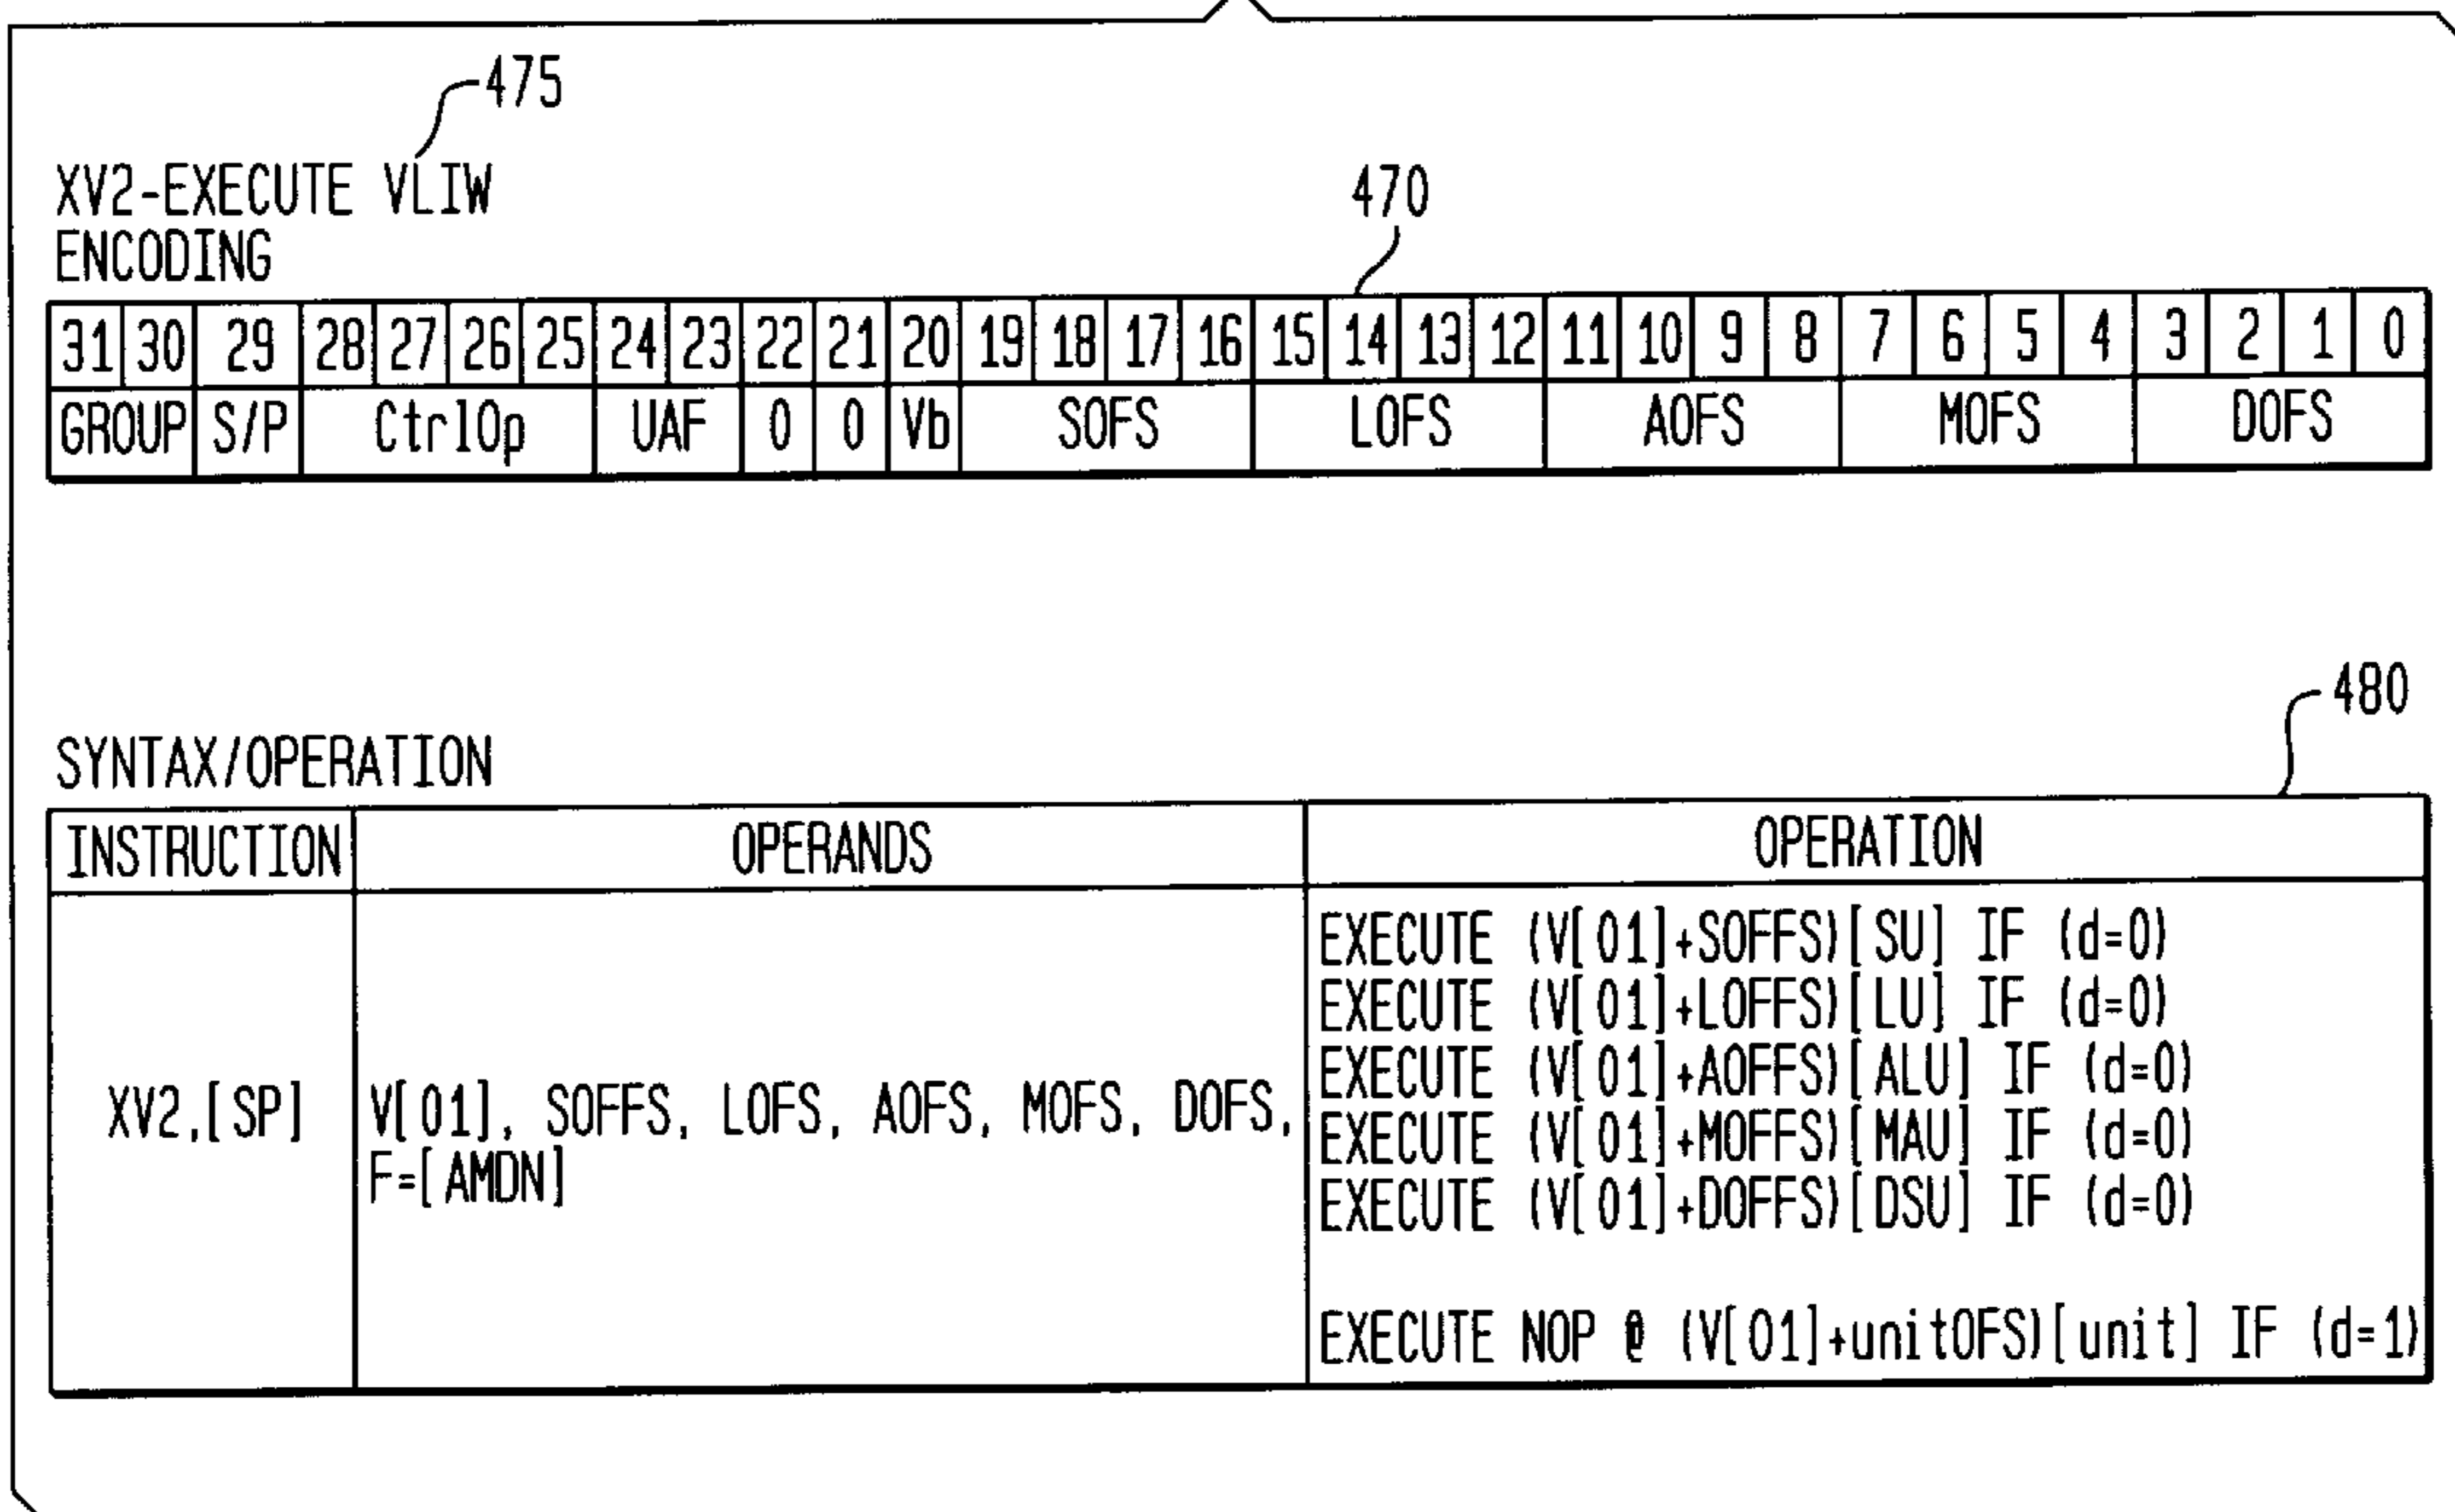 475
XV2-EXECUTE VLIW
ENCODING
470
31 30 29 28 27 26 25 24 23 22 21 20 19 18 17 16 15 14 13 12 11 10 9 8 7 6 5 4 3 2 1 0
GROUP S/P CtrlOp UAF 0 0 Vb SOFS LOFS AOFS MOFS DOFS
480
SYNTAX/OPERATION
INSTRUCTION OPERANDS OPERATION
XV2.[SP]
V[01], SOFFS, LOFS, AOFS, MOFS, DOFS,
F=[AMDN]
EXECUTE (V[01]+SOFFS)[SU] IF (d=0)
EXECUTE (V[01]+LOFFS)[LU] IF (d=0)
EXECUTE (V[01]+AOFFS)[ALU] IF (d=0)
EXECUTE (V[01]+MOFFS)[MAU] IF (d=0)
EXECUTE (V[01]+DOFFS)[DSU] IF (d=0)
EXECUTE NOP @ (V[01]+unitOFS)[unit] IF (d=1)